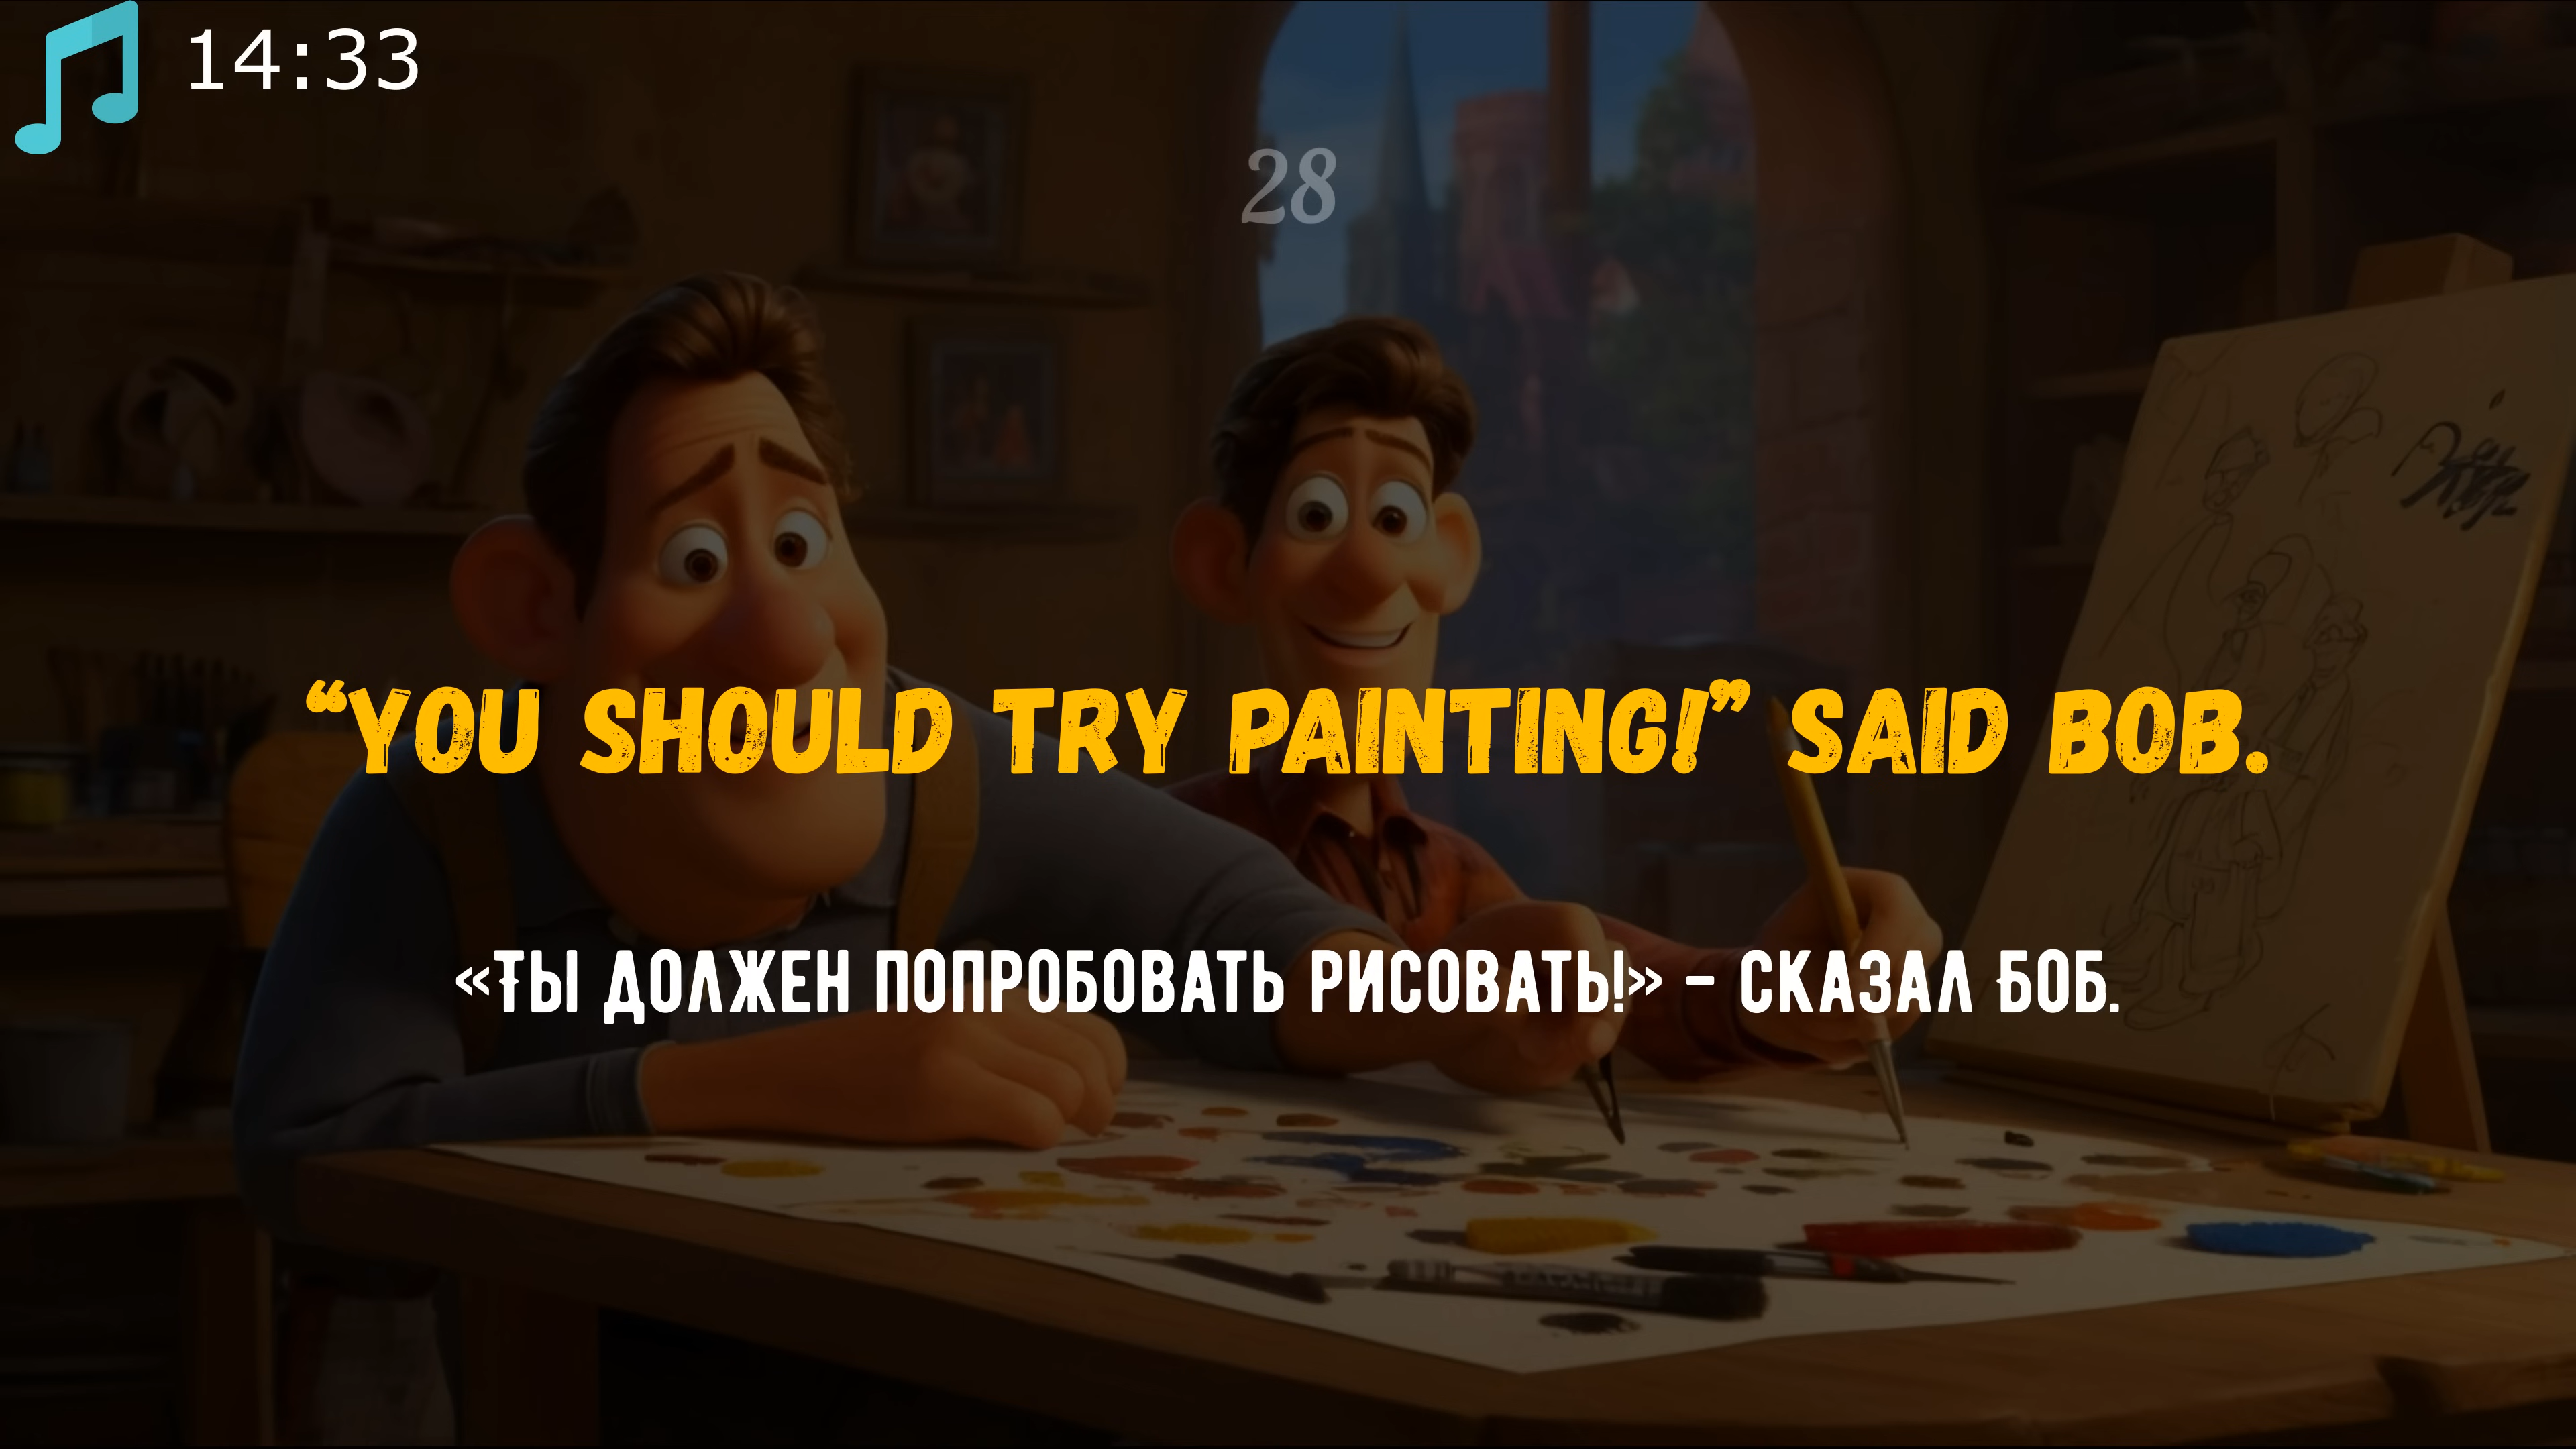 14:33
28
“YOU SHOULD TRY PAINTING!” SAID BOB.
«ТЫ ДОЛЖЕН ПОПРОБОВАТЬ РИСОВАТЬ!» – СКАЗАЛ БОБ.